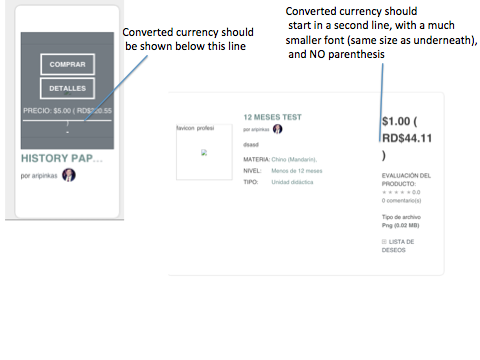 Converted currency should
be shown below this line
Converted currency should
start in a second line, with a much
smaller font (same size as underneath),
and NO parenthesis
COMPRAR
DETALLES
PRECIO: $5.00 ( RD$220.55
)
HISTORY PAP...
por aripinkas
12 MESES TEST
favicon profesi
por aripinkas
dsasd
MATERIA: Chino (Mandarín),
NIVEL: Menos de 12 meses
TIPO: Unidad didáctica
$1.00 (
RD$44.11
)
EVALUACIÓN DEL
PRODUCTO:
0.0
0 comentario(s)
Tipo de archivo
Png (0.02 MB)
LISTA DE
DESEOS